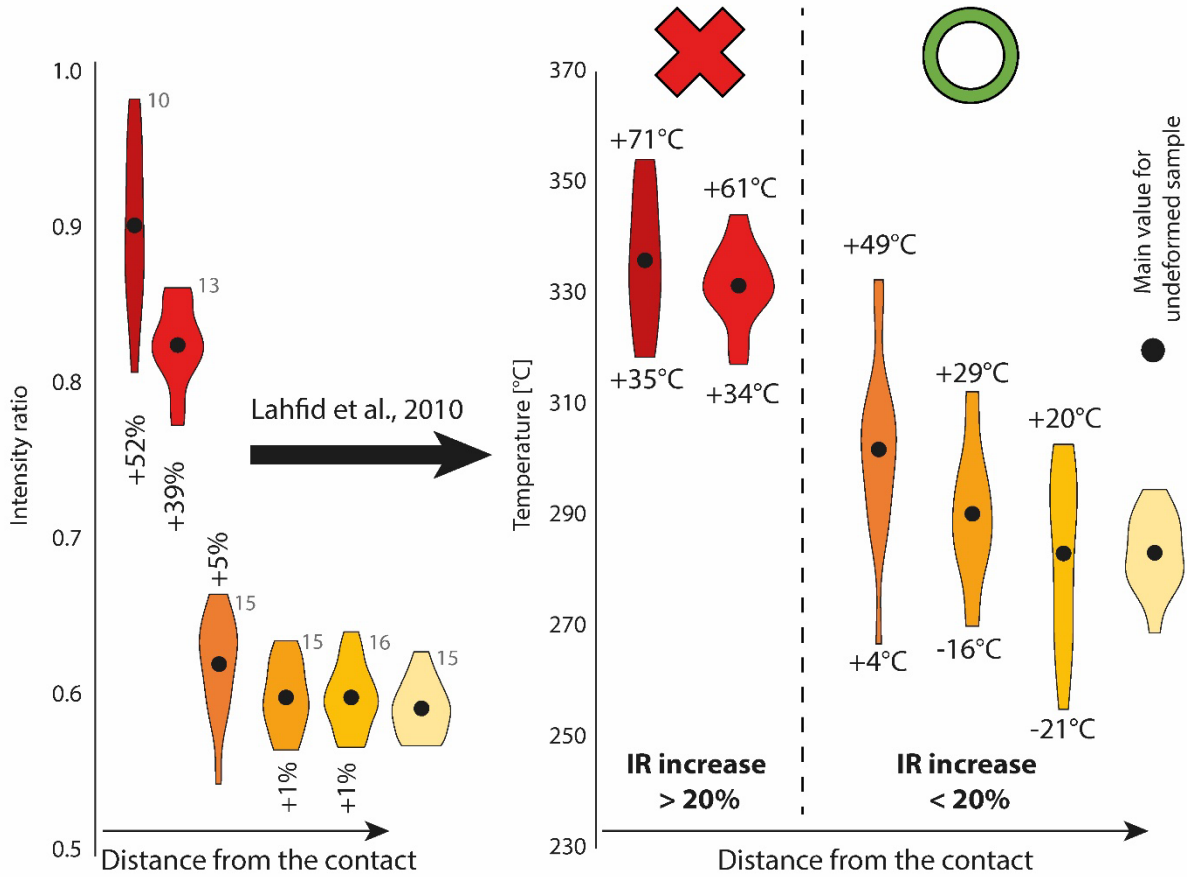 1.0
0.9
0.8
0.7
0.6
0.5
Intensity ratio
10
13
+52%
+39%
+5%
15
15
16
15
+1%
+1%
Distance from the contact
Lahfid et al., 2010
370
350
330
310
290
270
250
230
Temperature [°C]
+71°C
+61°C
+35°C
+34°C
+49°C
+29°C
+20°C
+4°C
-16°C
-21°C
IR increase
> 20%
IR increase
< 20%
Distance from the contact
Main value for
undeformed sample